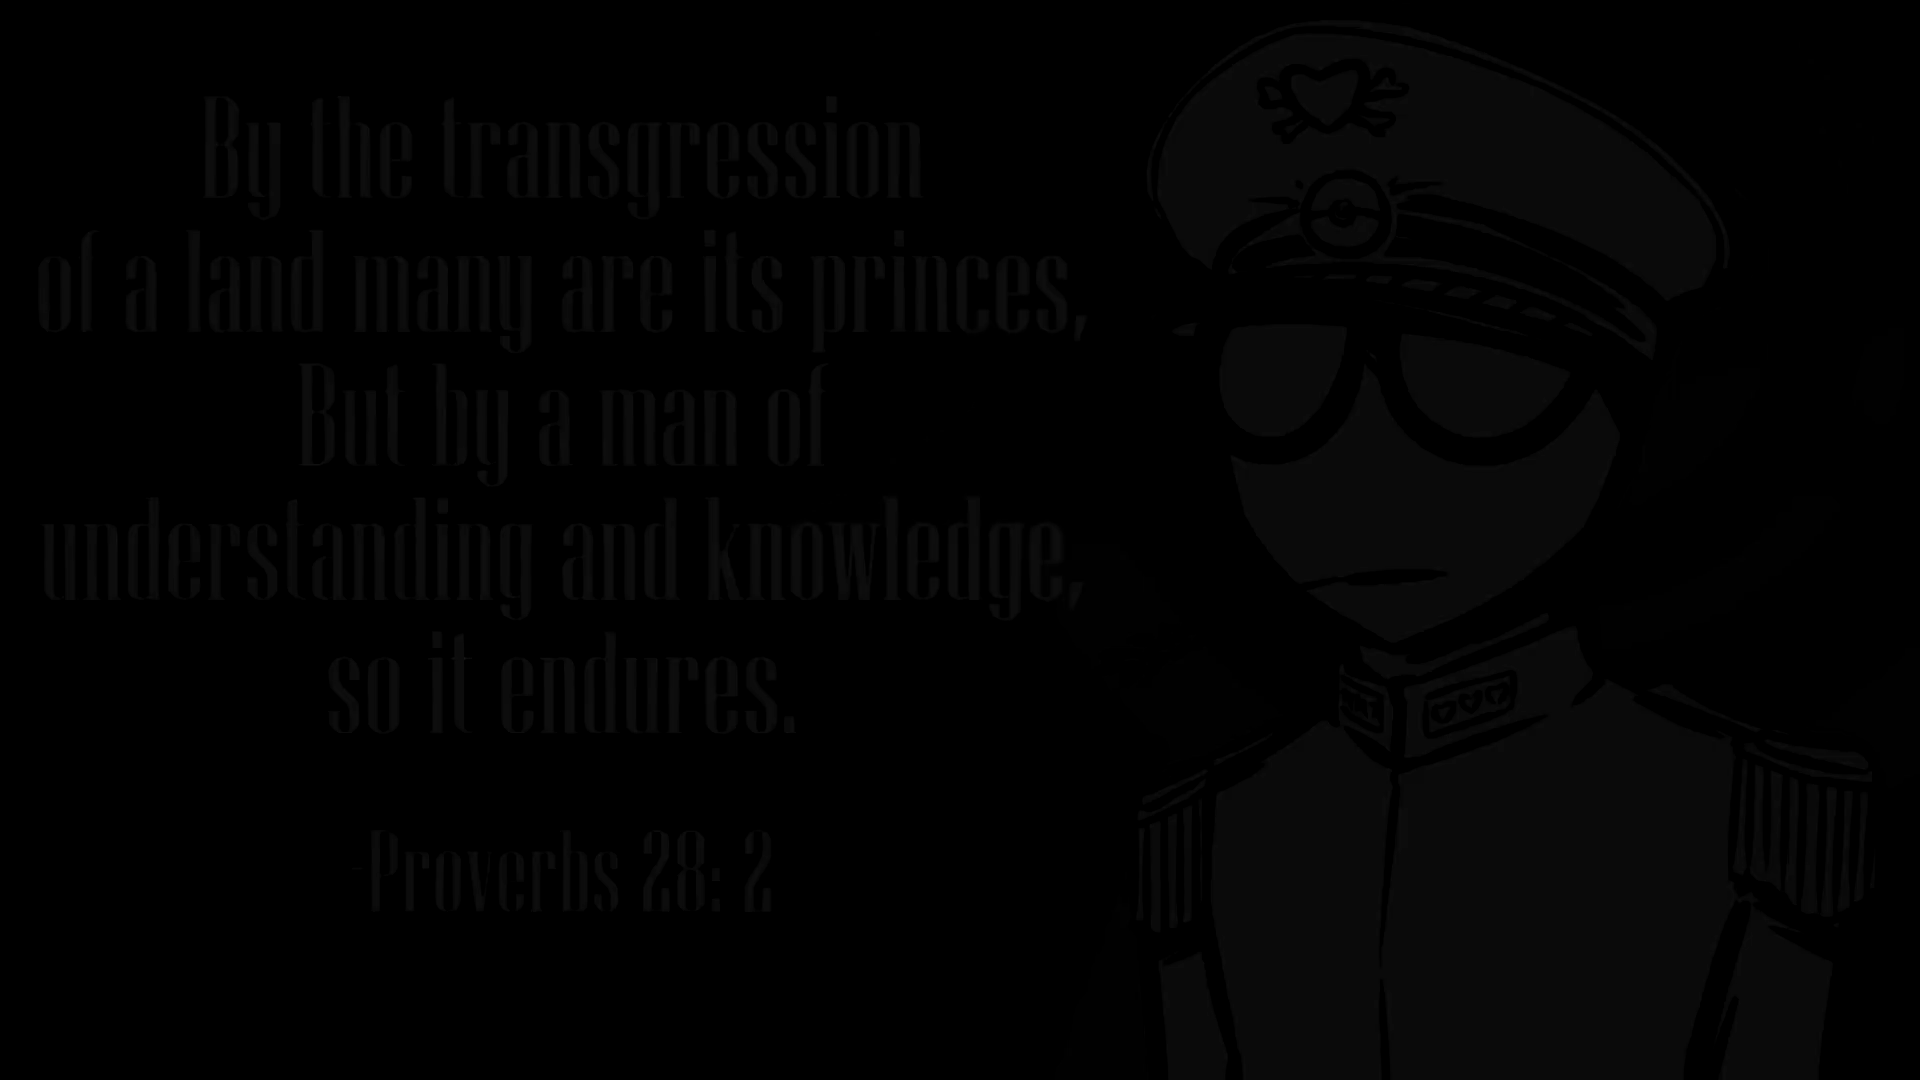 By the transgression
of a land many are its princes,
But by a man of
understanding and knowledge,
so it endures.
-Proverbs 28: 2